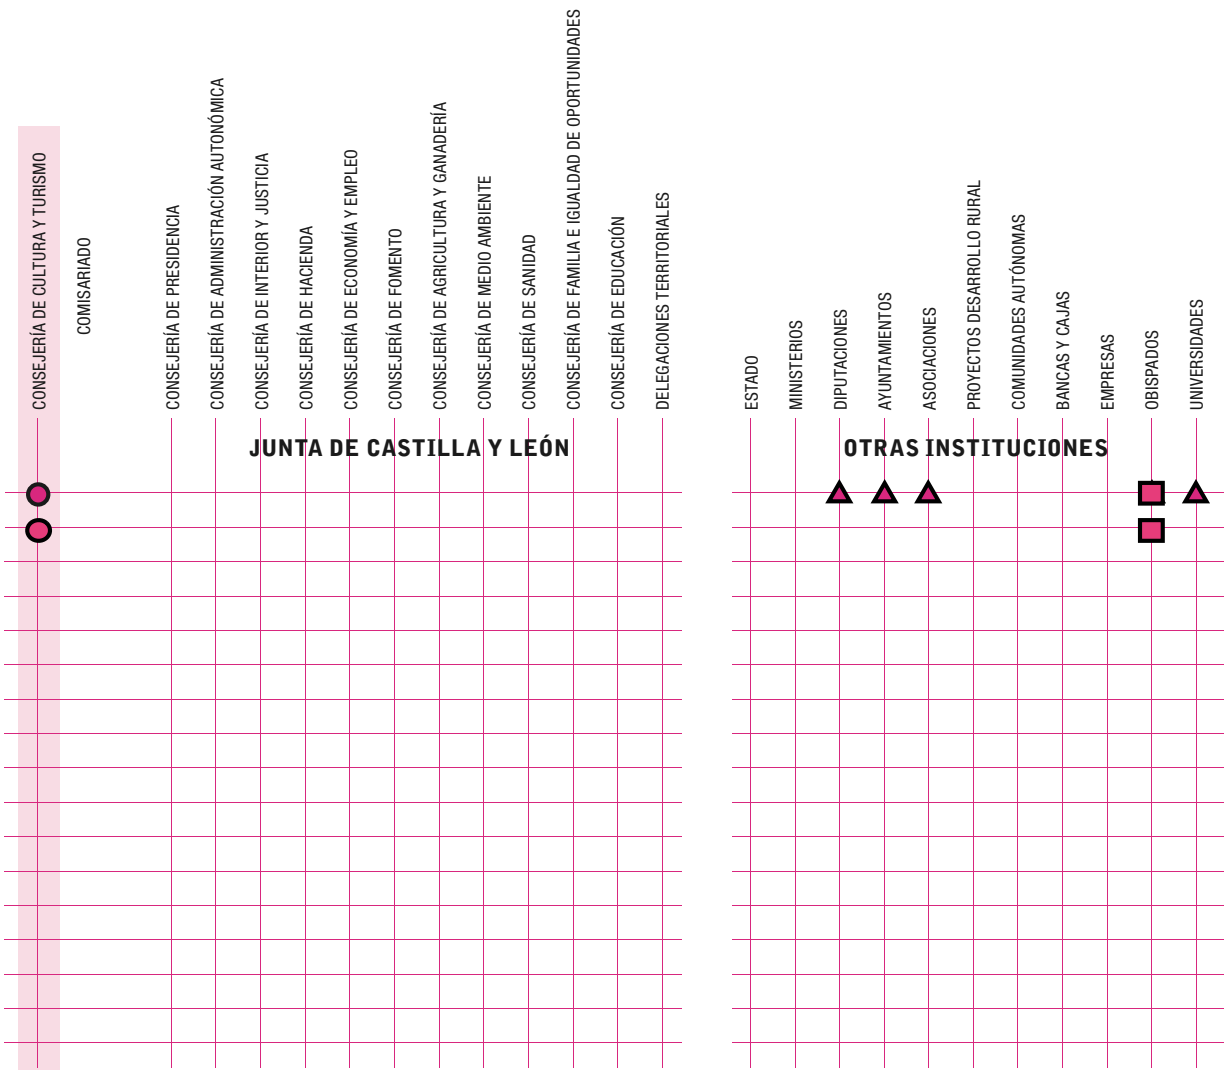 CONSEJERÍA DE CULTURA Y TURISMO
COMISARIADO
CONSEJERÍA DE PRESIDENCIA
CONSEJERÍA DE ADMINISTRACIÓN AUTONÓMICA
CONSEJERÍA DE INTERIOR Y JUSTICIA
CONSEJERÍA DE HACIENDA
CONSEJERÍA DE ECONOMÍA Y EMPLEO
CONSEJERÍA DE FOMENTO
CONSEJERÍA DE AGRICULTURA Y GANADERÍA
CONSEJERÍA DE MEDIO AMBIENTE
CONSEJERÍA DE SANIDAD
CONSEJERÍA DE FAMILIA E IGUALDAD DE OPORTUNIDADES
CONSEJERÍA DE EDUCACIÓN
DELEGACIONES TERRITORIALES
ESTADO
MINISTERIOS
DIPUTACIONES
AYUNTAMIENTOS
ASOCIACIONES
PROYECTOS DESARROLLO RURAL
COMUNIDADES AUTÓNOMAS
BANCAS Y CAJAS
EMPRESAS
OBISPADOS
UNIVERSIDADES
JUNTA DE CASTILLA Y LEÓN
OTRAS INSTITUCIONES